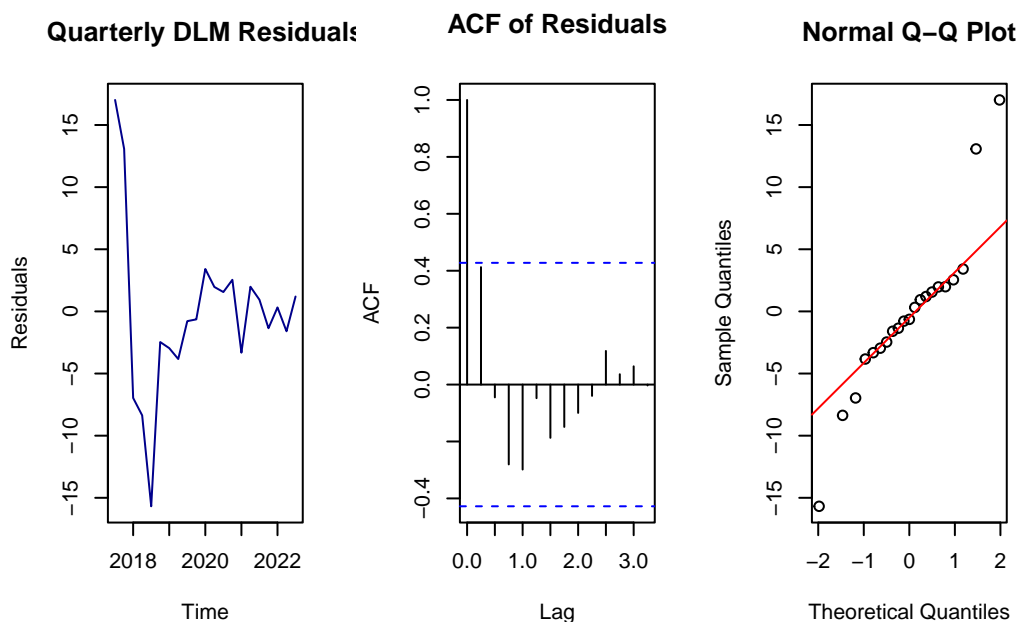 Quarterly DLM Residuals
Residuals
15
10
5
0
−5
−10
−15
2018 2020 2022
Time
ACF of Residuals
ACF
1.0
0.8
0.6
0.4
0.2
0.0
−0.4
0.0 1.0 2.0 3.0
Lag
Normal Q−Q Plot
Sample Quantiles
15
10
5
0
−5
−10
−15
−2 −1 0 1 2
Theoretical Quantiles